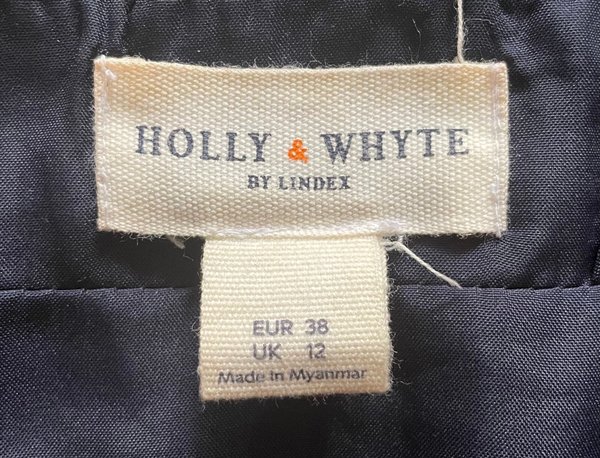 HOLLY & WHYTE
BY LINDEX
EUR 38
UK 12
Made in Myanmar